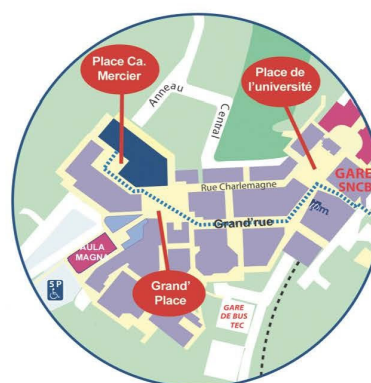 Place Ca.
Mercier
Place de
l'université
Anneau
Central
Rue Charlemagne
GARE
SNCB
Grand'rue
AULA
MAGNA
Grand'
Place
SP
GARE
DE BUS
TEC